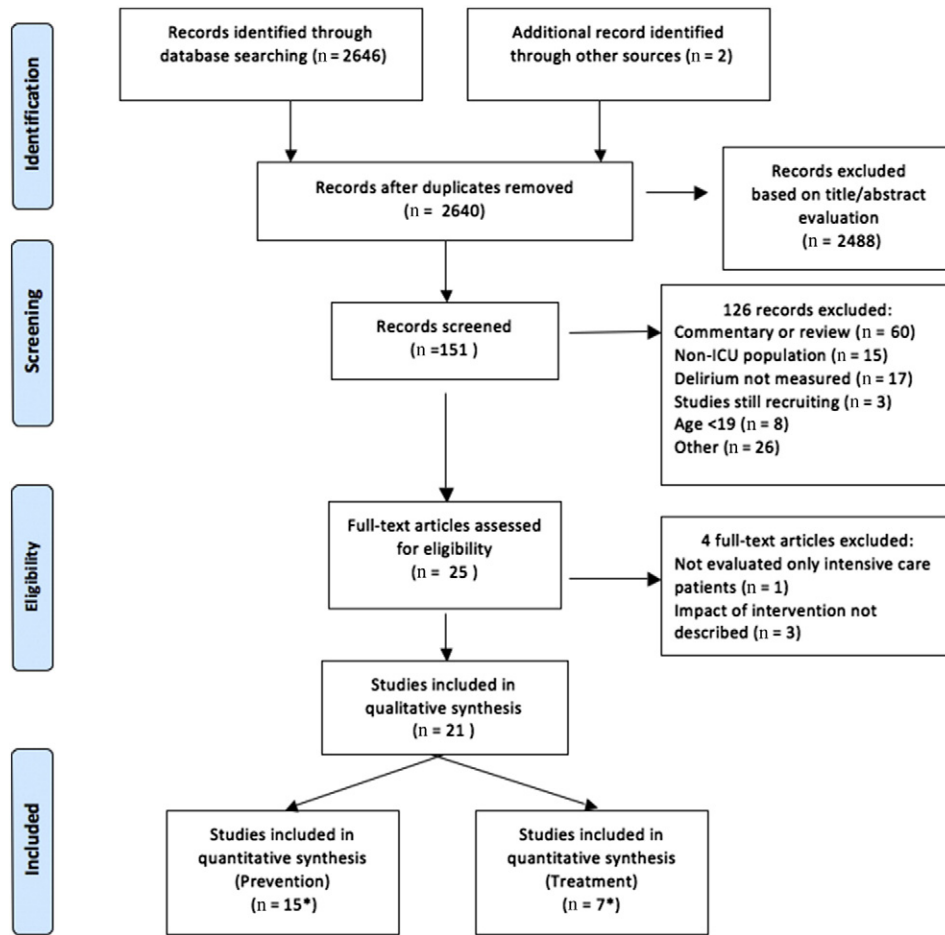 Identification
Records identified through
database searching (n = 2646)
Additional record identified
through other sources (n = 2)
Records after duplicates removed
(n = 2640)
Records excluded
based on title/abstract
evaluation
(n = 2488)
Screening
Records screened
(n =151 )
126 records excluded:
Commentary or review (n = 60)
Non-ICU population (n = 15)
Delirium not measured (n = 17)
Studies still recruiting (n = 3)
Age <19 (n = 8)
Other (n = 26)
Eligibility
Full-text articles assessed
for eligibility
(n = 25 )
4 full-text articles excluded:
Not evaluated only intensive care
patients (n = 1)
Impact of intervention not
described (n = 3)
Studies included in
qualitative synthesis
(n = 21 )
Included
Studies included in
quantitative synthesis
(Prevention)
n = 15*)
Studies included in
quantitative synthesis
(Treatment)
n = 7*)